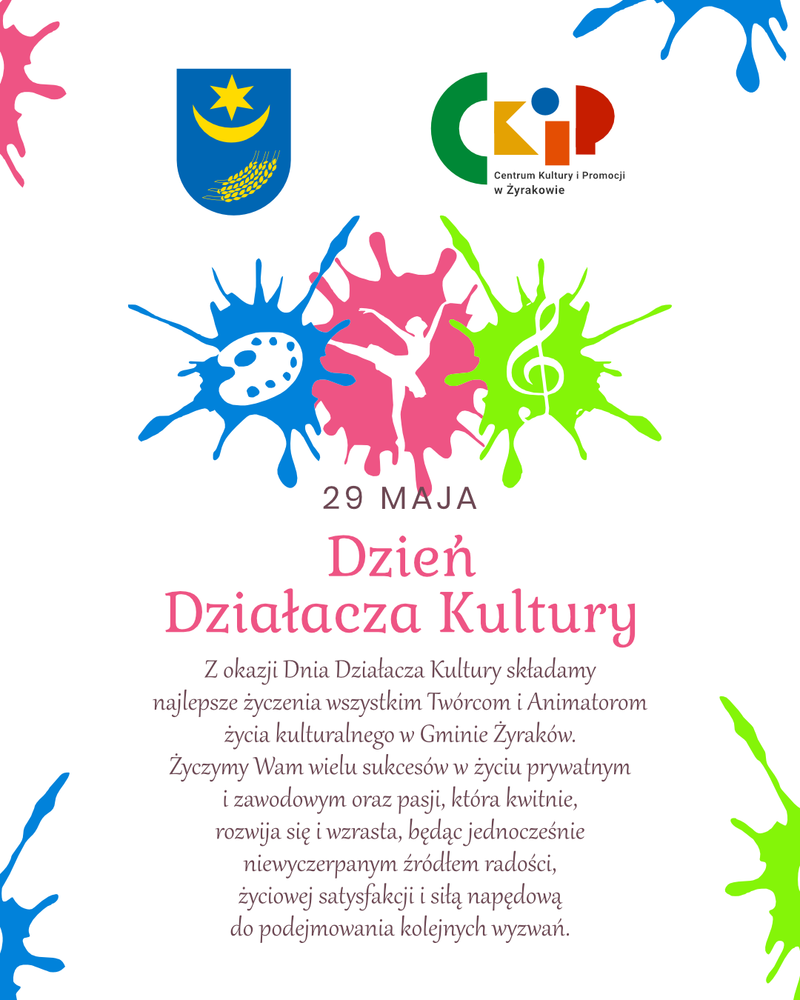 CKiP
Centrum Kultury i Promocji
w Żyrakowie
29 MAJA
Dzień
Działacza Kultury
Z okazji Dnia Działacza Kultury składamy
najlepsze życzenia wszystkim Twórcom i Animatorom
życia kulturalnego w Gminie Żyraków.
Życzymy Wam wielu sukcesów w życiu prywatnym
i zawodowym oraz pasji, która kwitnie,
rozwija się i wzrasta, będąc jednocześnie
niewyczerpanym źródłem radości,
życiowej satysfakcji i siłą napędową
do podejmowania kolejnych wyzwań.